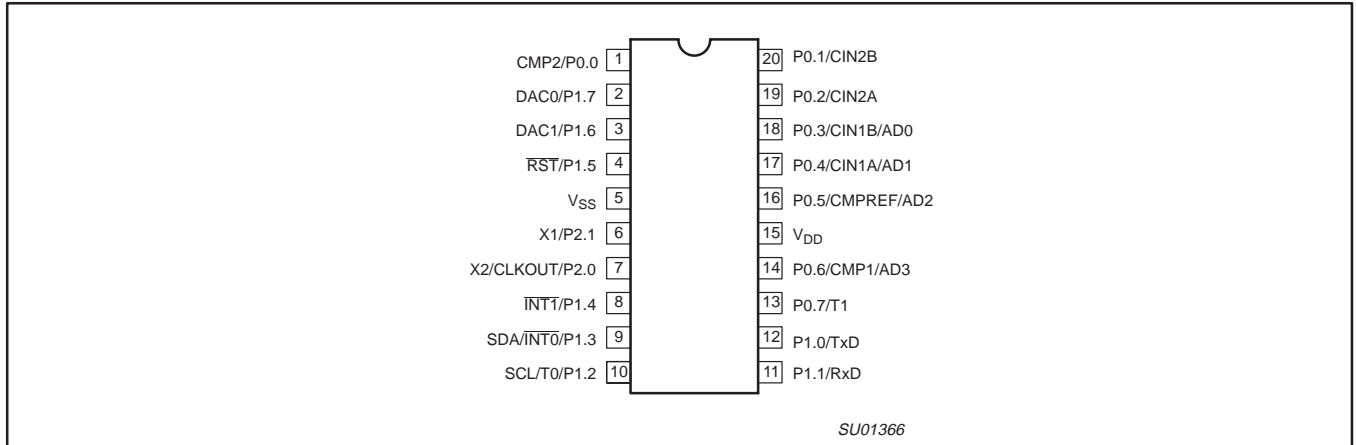 CMP2/P0.0 1
DAC0/P1.7 2
DAC1/P1.6 3
R̅S̅T̅/P1.5 4
VSS 5
X1/P2.1 6
X2/CLKOUT/P2.0 7
I̅N̅T̅1̅/P1.4 8
SDA/I̅N̅T̅0̅/P1.3 9
SCL/T0/P1.2 10
20 P0.1/CIN2B
19 P0.2/CIN2A
18 P0.3/CIN1B/AD0
17 P0.4/CIN1A/AD1
16 P0.5/CMPREF/AD2
15 VDD
14 P0.6/CMP1/AD3
13 P0.7/T1
12 P1.0/TxD
11 P1.1/RxD
SU01366